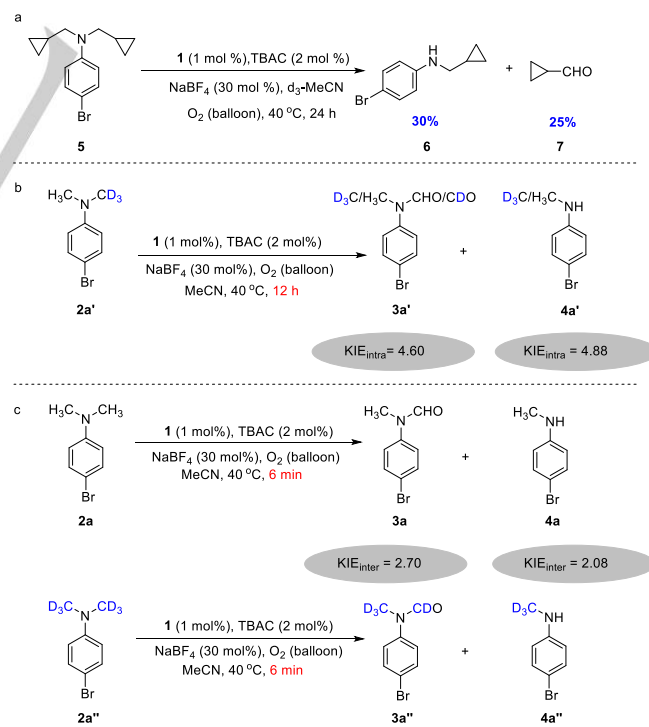 a
N
Br
5
1 (1 mol %),TBAC (2 mol %)
NaBF4 (30 mol %), d3-MeCN
O2 (balloon), 40 °C, 24 h
NH
Br
30%
6
+
CHO
25%
7
b
H3C N CD3
Br
2a'
1 (1 mol%), TBAC (2 mol%)
NaBF4 (30 mol%), O2 (balloon)
MeCN, 40 °C, 12 h
D3C/H3C N CHO/CDO
Br
3a'
+
D3C/H3C NH
Br
4a'
KIEintra= 4.60
KIEintra = 4.88
c
H3C N CH3
Br
2a
1 (1 mol%), TBAC (2 mol%)
NaBF4 (30 mol%), O2 (balloon)
MeCN, 40 °C, 6 min
H3C N CHO
Br
3a
+
H3C NH
Br
4a
KIEinter = 2.70
KIEinter = 2.08
D3C N CD3
Br
2a"
1 (1 mol%), TBAC (2 mol%)
NaBF4 (30 mol%), O2 (balloon)
MeCN, 40 °C, 6 min
D3C N CDO
Br
3a"
+
D3C NH
Br
4a"